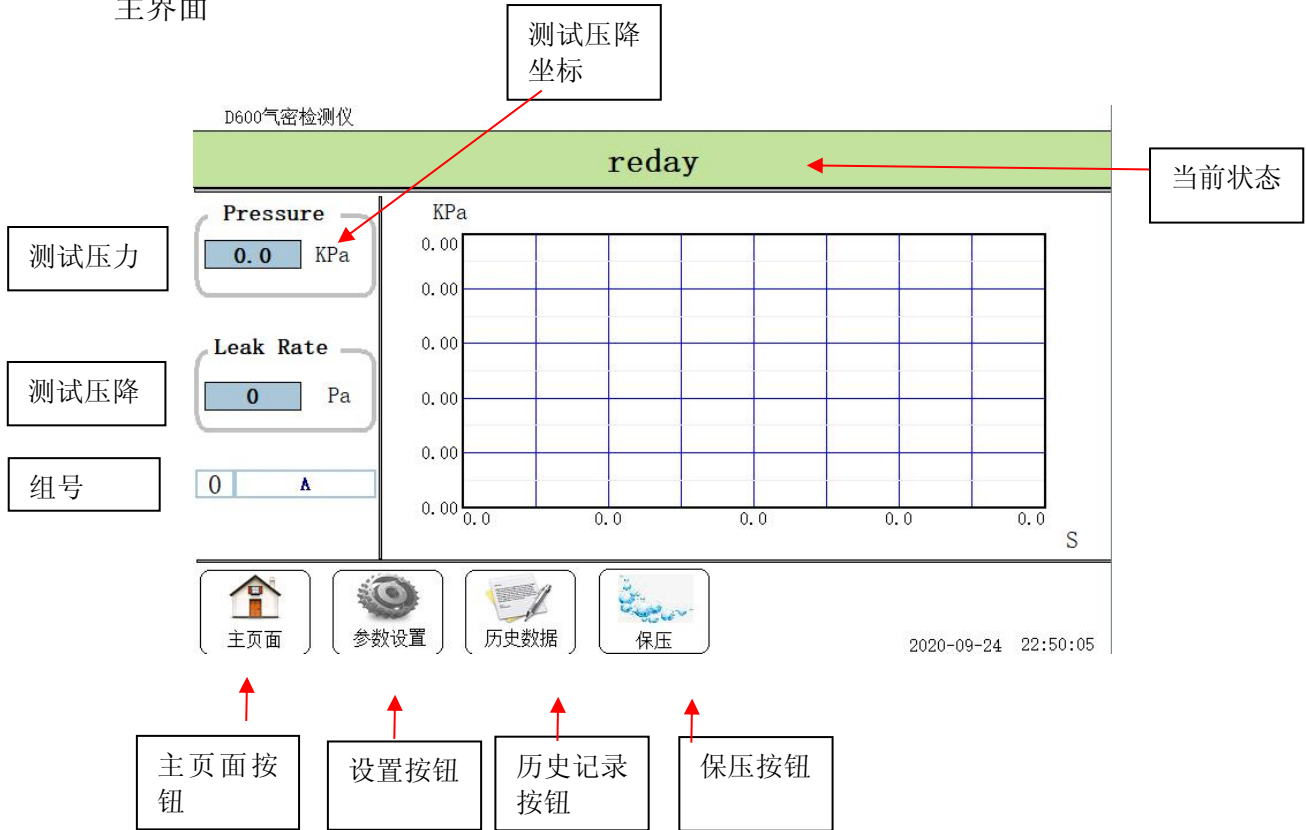 主界面
测试压降
坐标
D600气密检测仪
reday
当前状态
Pressure
KPa
测试压力
0.0 KPa
0.00
0.00
Leak Rate
0.00
测试压降
0 Pa
0.00
0.00
组号
0 A
0.00
0.0 0.0 0.0 0.0 0.0
S
主页面 参数设置 历史数据 保压
2020-09-24 22:50:05
主页面按
钮
设置按钮
历史记录
按钮
保压按钮